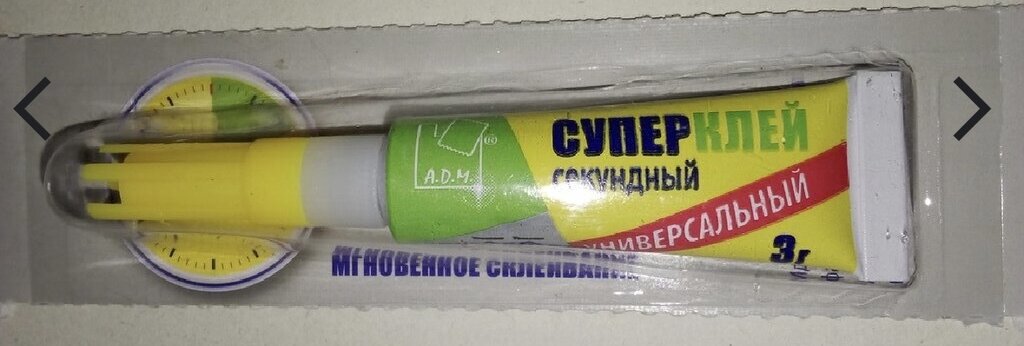 СУПЕРКЛЕЙ
секундный
УНИВЕРСАЛЬНЫЙ
A.D.M.
®
3г
Мгновенное склеивание